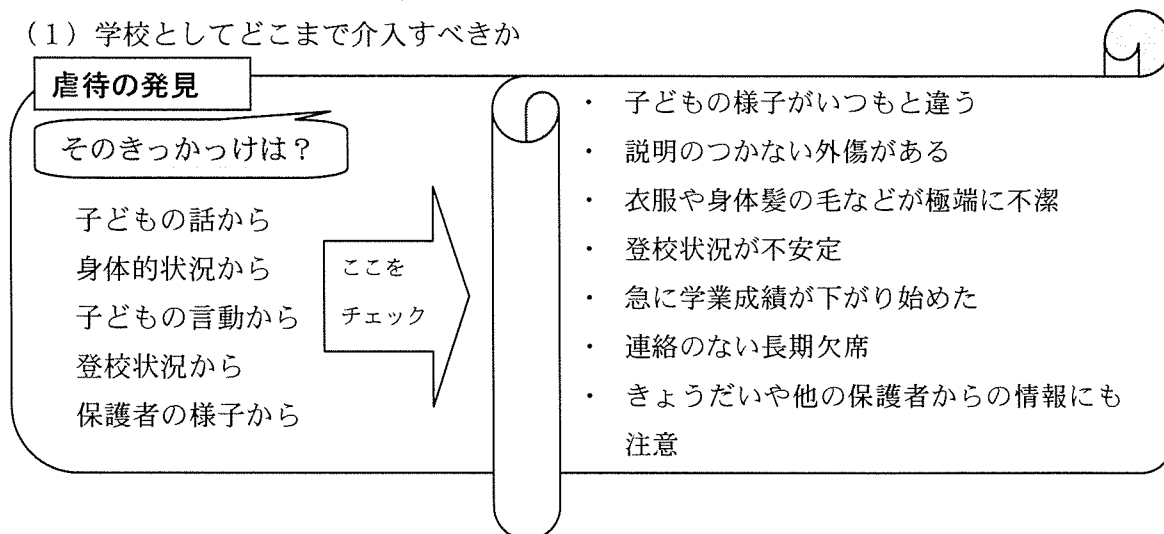 （1）学校としてどこまで介入すべきか
虐待の発見
そのきっかっけは？
子どもの話から
身体的状況から
子どもの言動から
登校状況から
保護者の様子から
ここを
チェック
・ 子どもの様子がいつもと違う
・ 説明のつかない外傷がある
・ 衣服や身体髪の毛などが極端に不潔
・ 登校状況が不安定
・ 急に学業成績が下がり始めた
・ 連絡のない長期欠席
・ きょうだいや他の保護者からの情報にも
注意